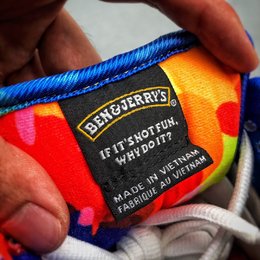 BEN & JERRY'S
IF IT'S NOT FUN,
WHY DO IT?
MADE IN VIETNAM
FABRIQUE AU VIETNAM